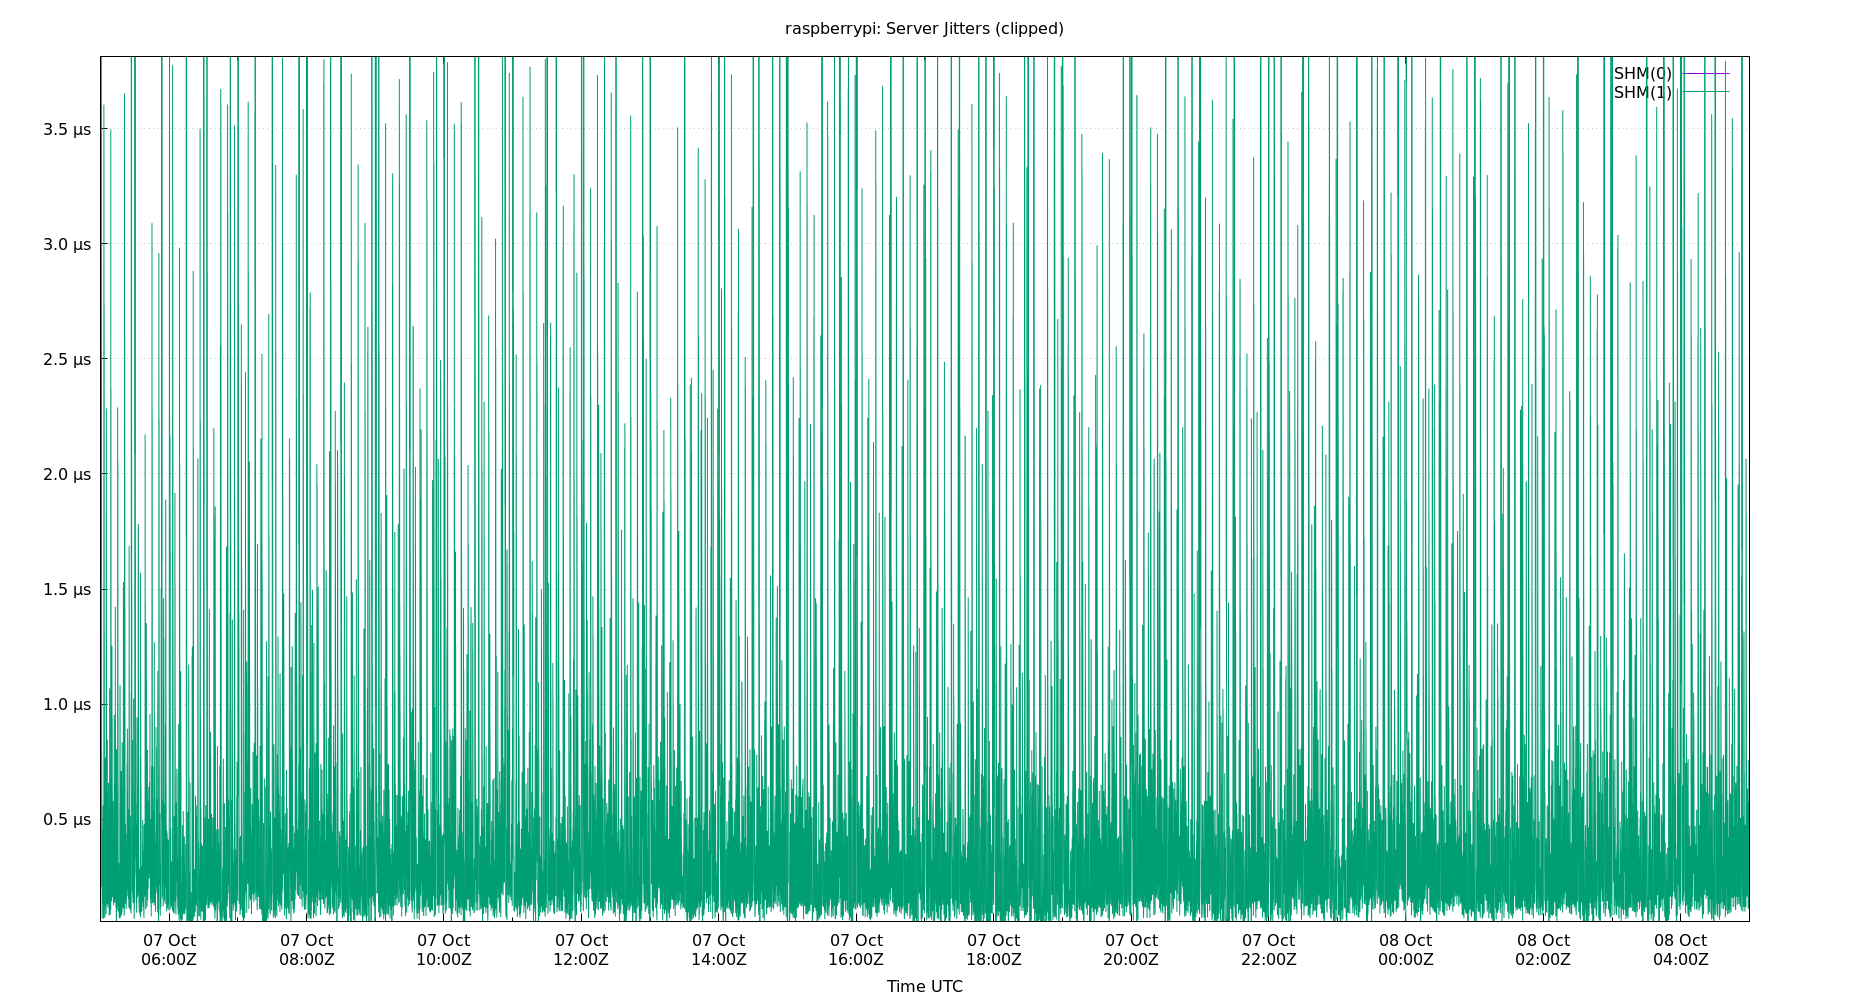 raspberrypi: Server Jitters (clipped)
SHM(0)
SHM(1)
3.5 µs
3.0 µs
2.5 µs
2.0 µs
1.5 µs
1.0 µs
0.5 µs
07 Oct 07 Oct 07 Oct 07 Oct 07 Oct 07 Oct 07 Oct 07 Oct 07 Oct 08 Oct 08 Oct 08 Oct
06:00Z 08:00Z 10:00Z 12:00Z 14:00Z 16:00Z 18:00Z 20:00Z 22:00Z 00:00Z 02:00Z 04:00Z
Time UTC